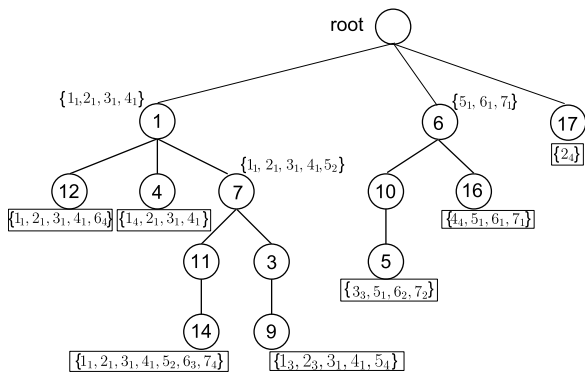 root
{1₁,2₁, 3₁, 4₁}
{5₁, 6₁, 7₁}
1
6
17
{2₄}
{1₁, 2₁, 3₁, 4₁,5₂}
12
4
7
10
16
{1₁, 2₁, 3₁, 4₁, 6₄}
{1₄, 2₁, 3₁, 4₁}
{4₄, 5₁, 6₁, 7₁}
11
3
5
{3₃, 5₁, 6₂, 7₂}
14
9
{1₁, 2₁, 3₁, 4₁, 5₂, 6₃, 7₄}
{1₃, 2₃, 3₁, 4₁, 5₄}